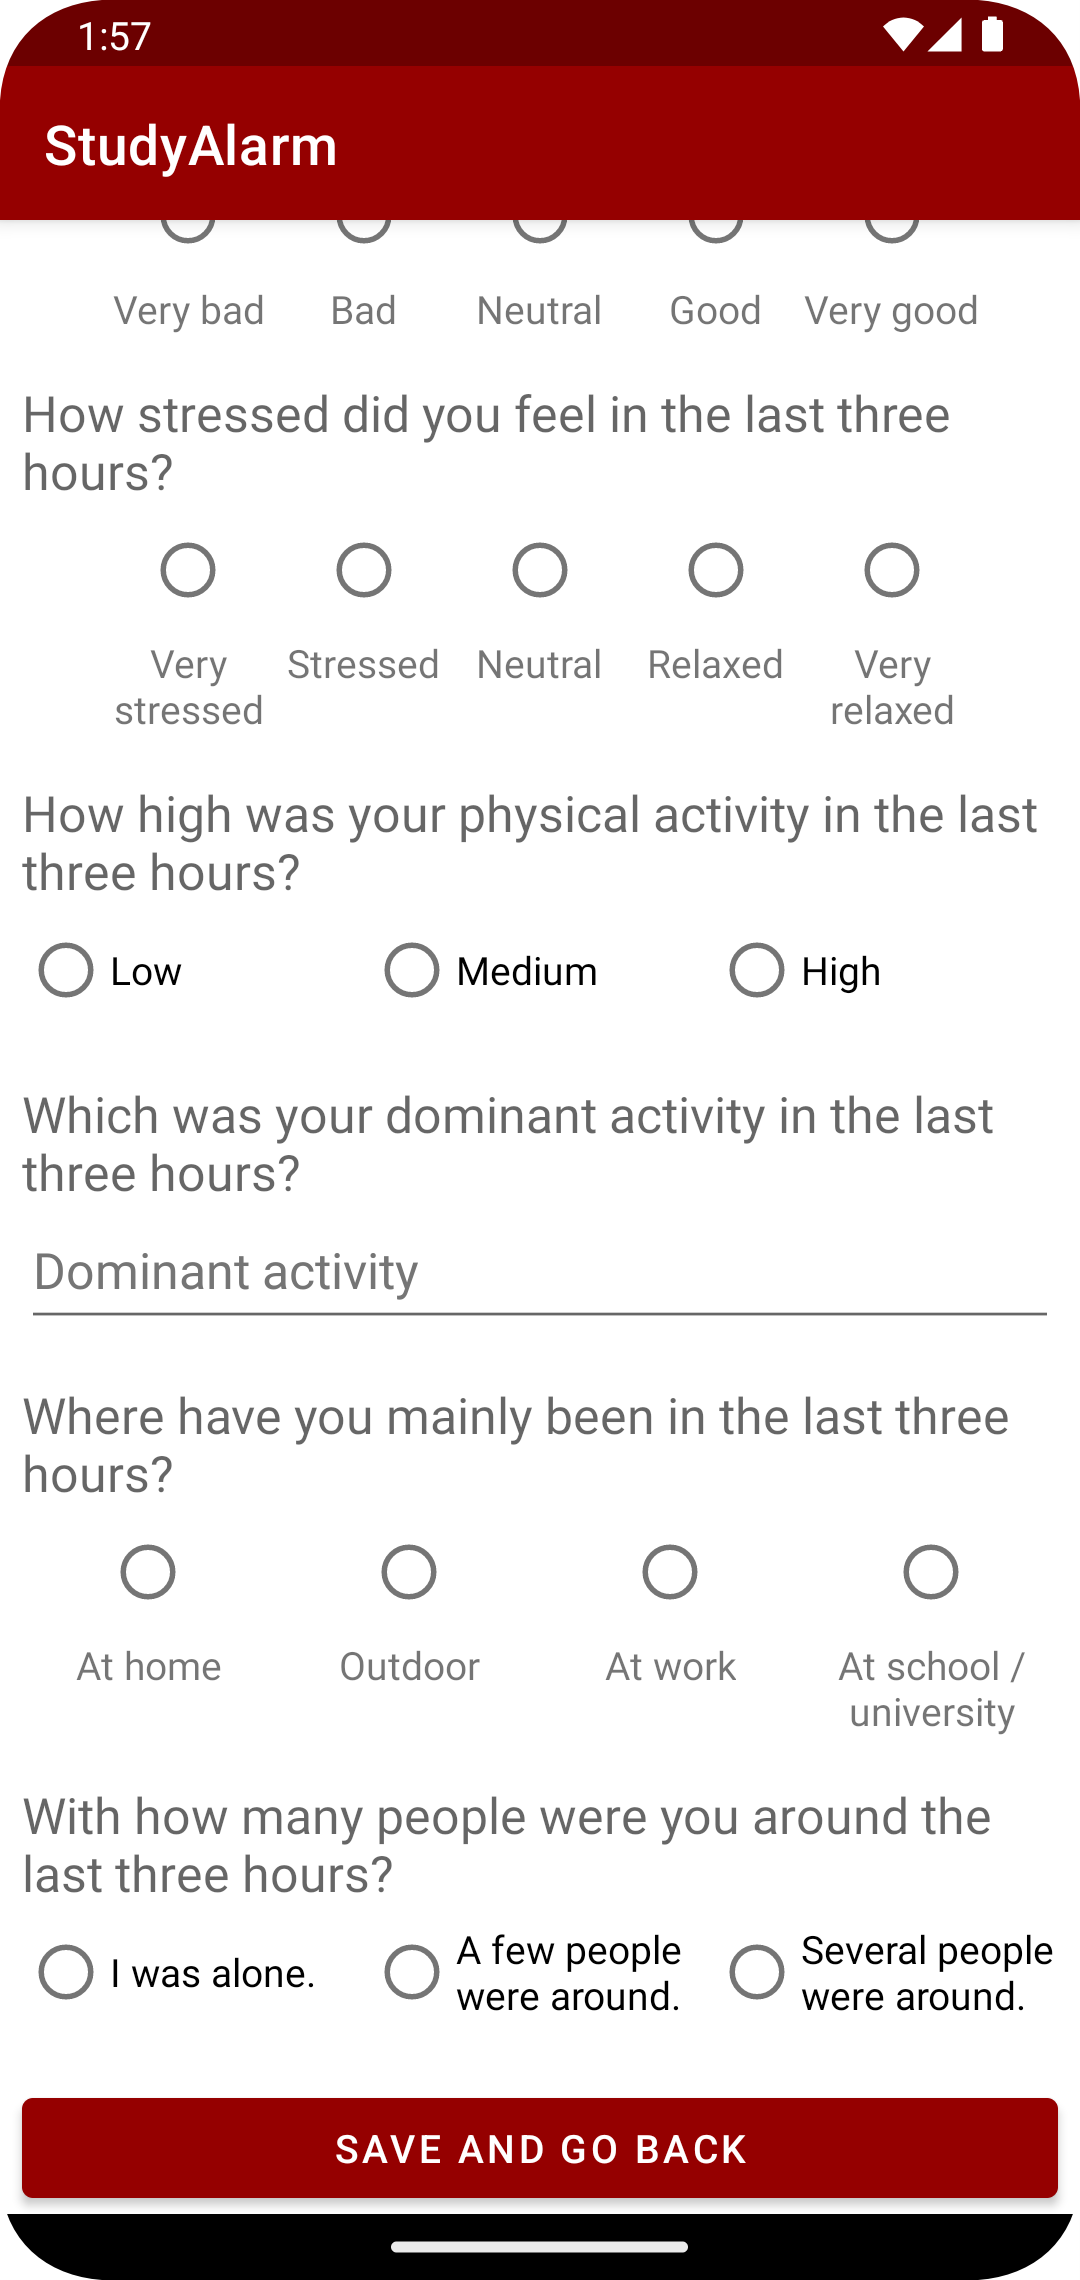 1:57
StudyAlarm
Very bad Bad Neutral Good Very good
How stressed did you feel in the last three
hours?
Very Stressed Neutral Relaxed Very
stressed relaxed
How high was your physical activity in the last
three hours?
Low Medium High
Which was your dominant activity in the last
three hours?
Dominant activity
Where have you mainly been in the last three
hours?
At home Outdoor At work At school /
university
With how many people were you around the
last three hours?
I was alone. A few people Several people
were around. were around.
SAVE AND GO BACK